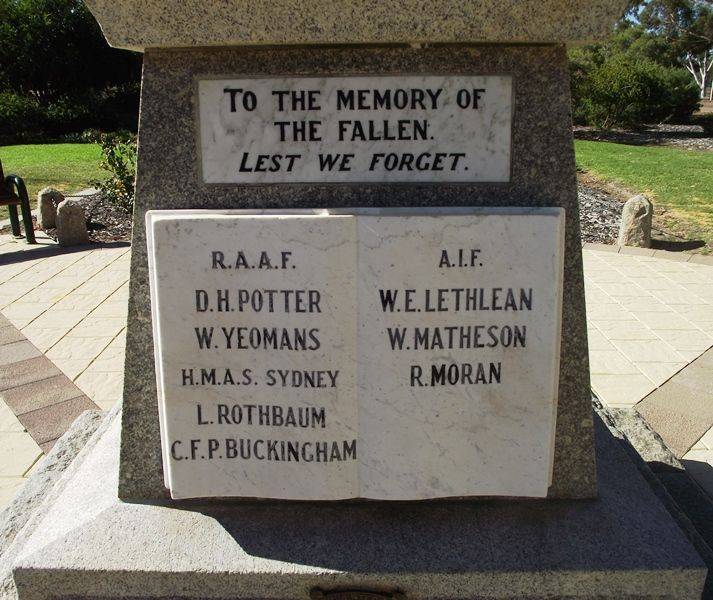 TO THE MEMORY OF
THE FALLEN.
LEST WE FORGET.
R.A.A.F.
D.H.POTTER
W.YEOMANS
H.M.A.S. SYDNEY
L.ROTHBAUM
C.F.P.BUCKINGHAM
A.I.F.
W.E.LETHLEAN
W.MATHESON
R.MORAN